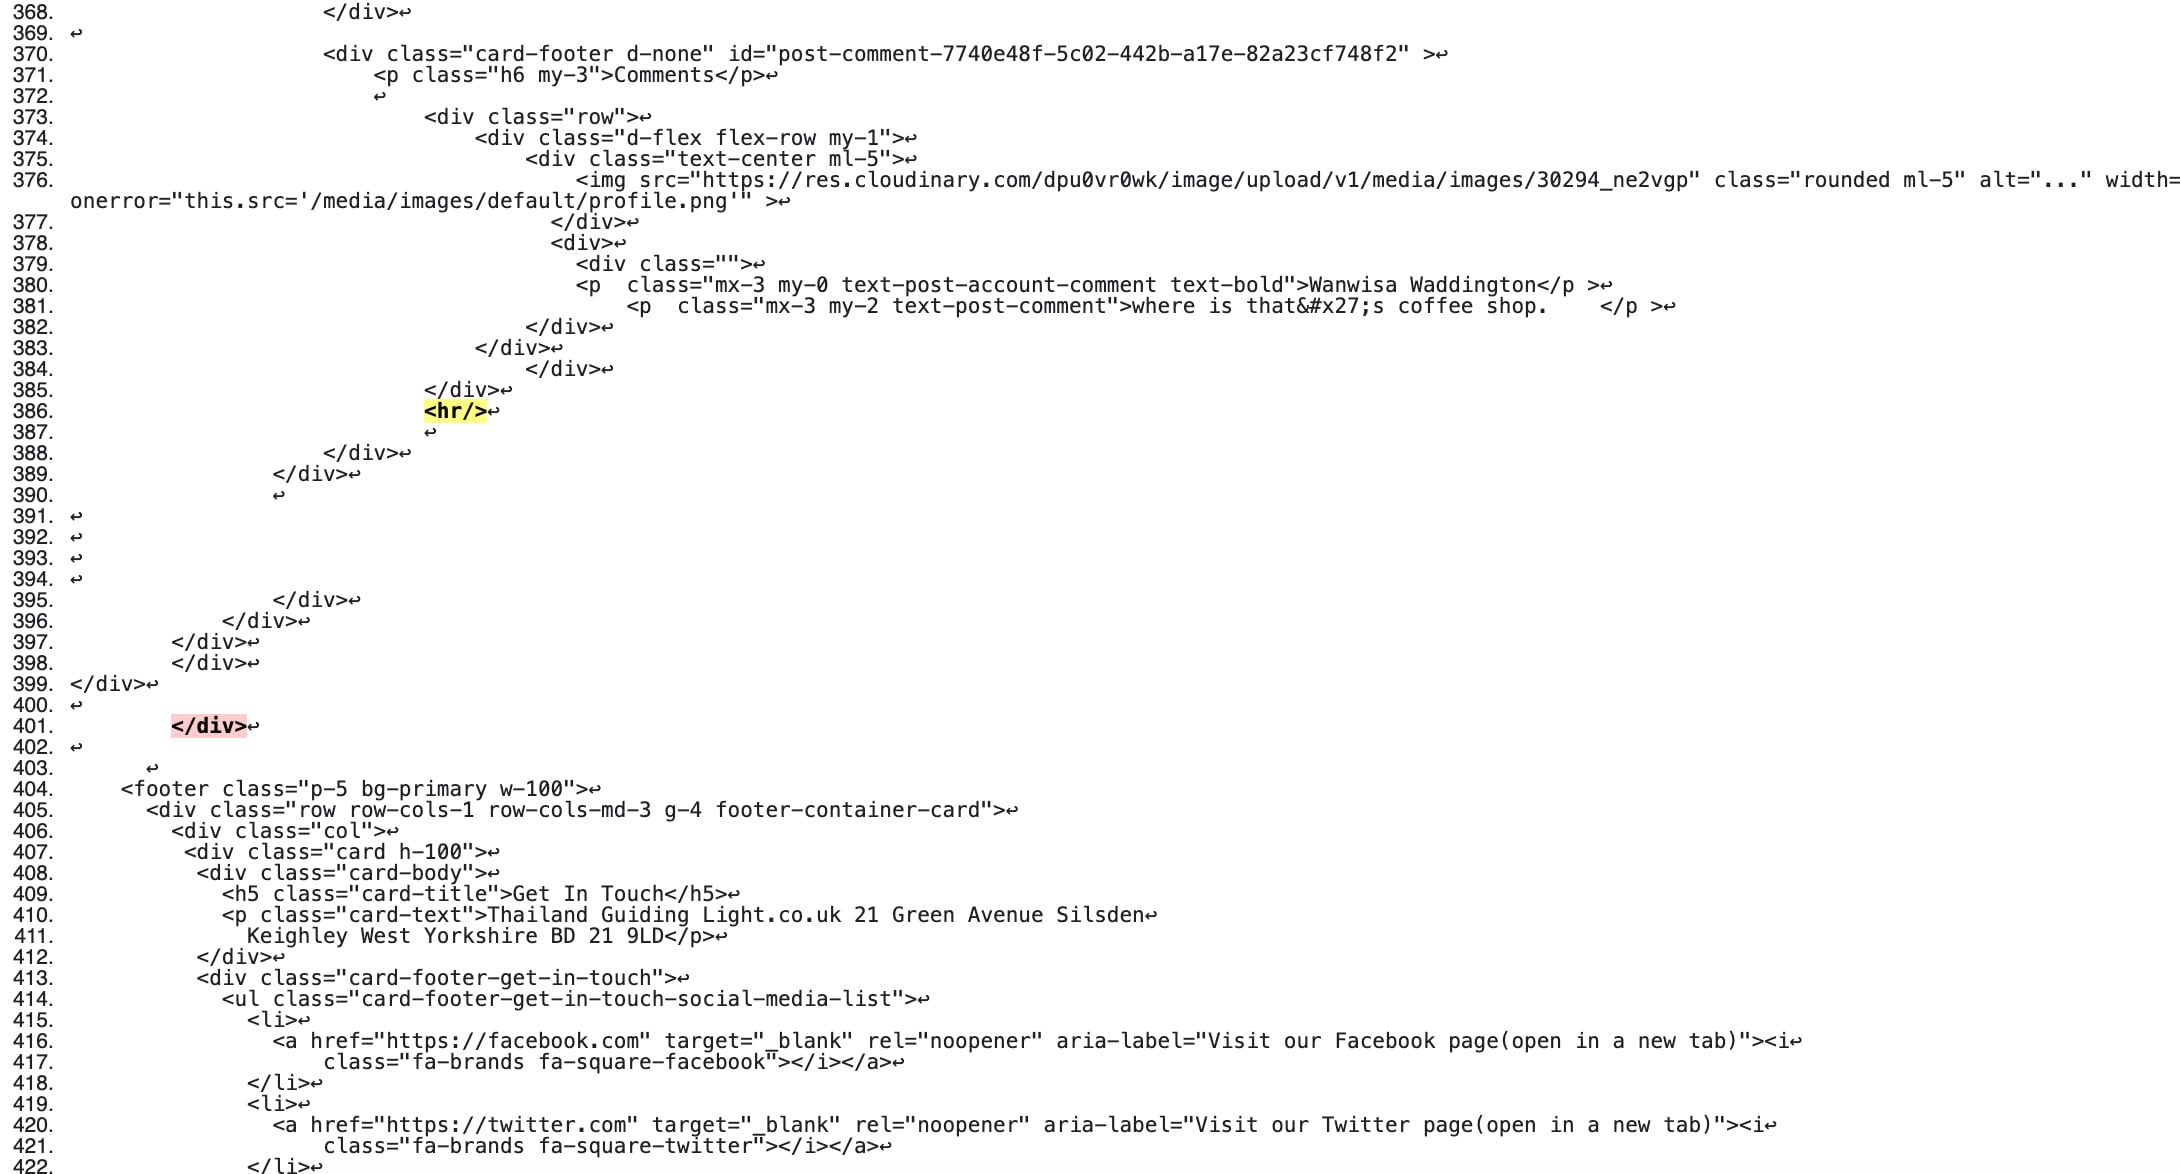 368. </div>↩
369. ↩
370. <div class="card-footer d-none" id="post-comment-7740e48f-5c02-442b-a17e-82a23cf748f2" >↩
371. <p class="h6 my-3">Comments</p>↩
372. ↩
373. <div class="row">↩
374. <div class="d-flex flex-row my-1">↩
375. <div class="text-center ml-5">↩
376. <img src="https://res.cloudinary.com/dpu0vr0wk/image/upload/v1/media/images/30294_ne2vgp" class="rounded ml-5" alt="..." width=
onerror="this.src='/media/images/default/profile.png'" >↩
377. </div>↩
378. <div>↩
379. <div class="">↩
380. <p  class="mx-3 my-0 text-post-account-comment text-bold">Wanwisa Waddington</p >↩
381. <p  class="mx-3 my-2 text-post-comment">where is that&#x27;s coffee shop.    </p >↩
382. </div>↩
383. </div>↩
384. </div>↩
385. </div>↩
386. <hr/>↩
387. ↩
388. </div>↩
389. </div>↩
390. ↩
391. ↩
392. ↩
393. ↩
394. ↩
395. </div>↩
396. </div>↩
397. </div>↩
398. </div>↩
399. </div>↩
400. ↩
401. </div>↩
402. ↩
403. ↩
404. <footer class="p-5 bg-primary w-100">↩
405. <div class="row row-cols-1 row-cols-md-3 g-4 footer-container-card">↩
406. <div class="col">↩
407. <div class="card h-100">↩
408. <div class="card-body">↩
409. <h5 class="card-title">Get In Touch</h5>↩
410. <p class="card-text">Thailand Guiding Light.co.uk 21 Green Avenue Silsden↩
411. Keighley West Yorkshire BD 21 9LD</p>↩
412. </div>↩
413. <div class="card-footer-get-in-touch">↩
414. <ul class="card-footer-get-in-touch-social-media-list">↩
415. <li>↩
416. <a href="https://facebook.com" target="_blank" rel="noopener" aria-label="Visit our Facebook page(open in a new tab)"><i↩
417. class="fa-brands fa-square-facebook"></i></a>↩
418. </li>↩
419. <li>↩
420. <a href="https://twitter.com" target="_blank" rel="noopener" aria-label="Visit our Twitter page(open in a new tab)"><i↩
421. class="fa-brands fa-square-twitter"></i></a>↩
422. </li>↩